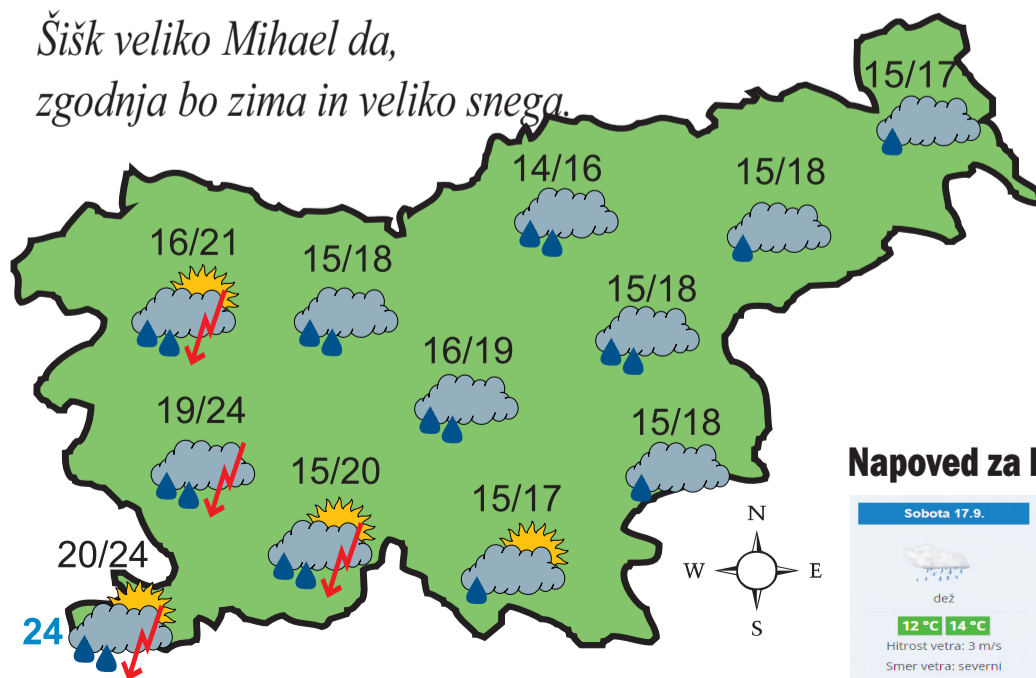 Šišk veliko Mihael da,
zgodnja bo zima in veliko snega.
15/17
14/16
15/18
16/21
15/18
15/18
16/19
19/24
15/18
15/20
15/17
20/24
24
N
W E
S
Napoved za
Sobota 17.9.
dež
12 °C 14 °C
Hitrost vetra: 3 m/s
Smer vetra: severni